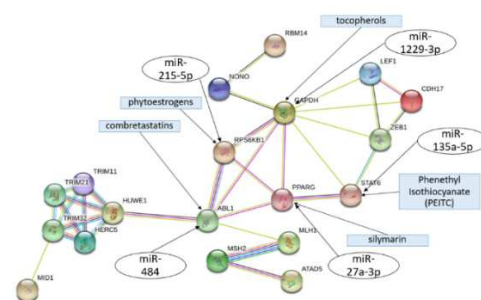 tocopherols
RBM14
miR-
1229-3p
miR-
215-5p
NONO
LEF1
GAPDH
CDH17
phytoestrogens
ZEB1
miR-
135a-5p
combretastatins
RPS6KB1
TRIM11
TRIM21
STAT6
Phenethyl
Isothiocyanate
(PEITC)
PPARG
HUWE1
TRIM32
ABL1
HERC5
silymarin
MLH1
MSH2
miR-
484
miR-
27a-3p
ATAD5
MID1